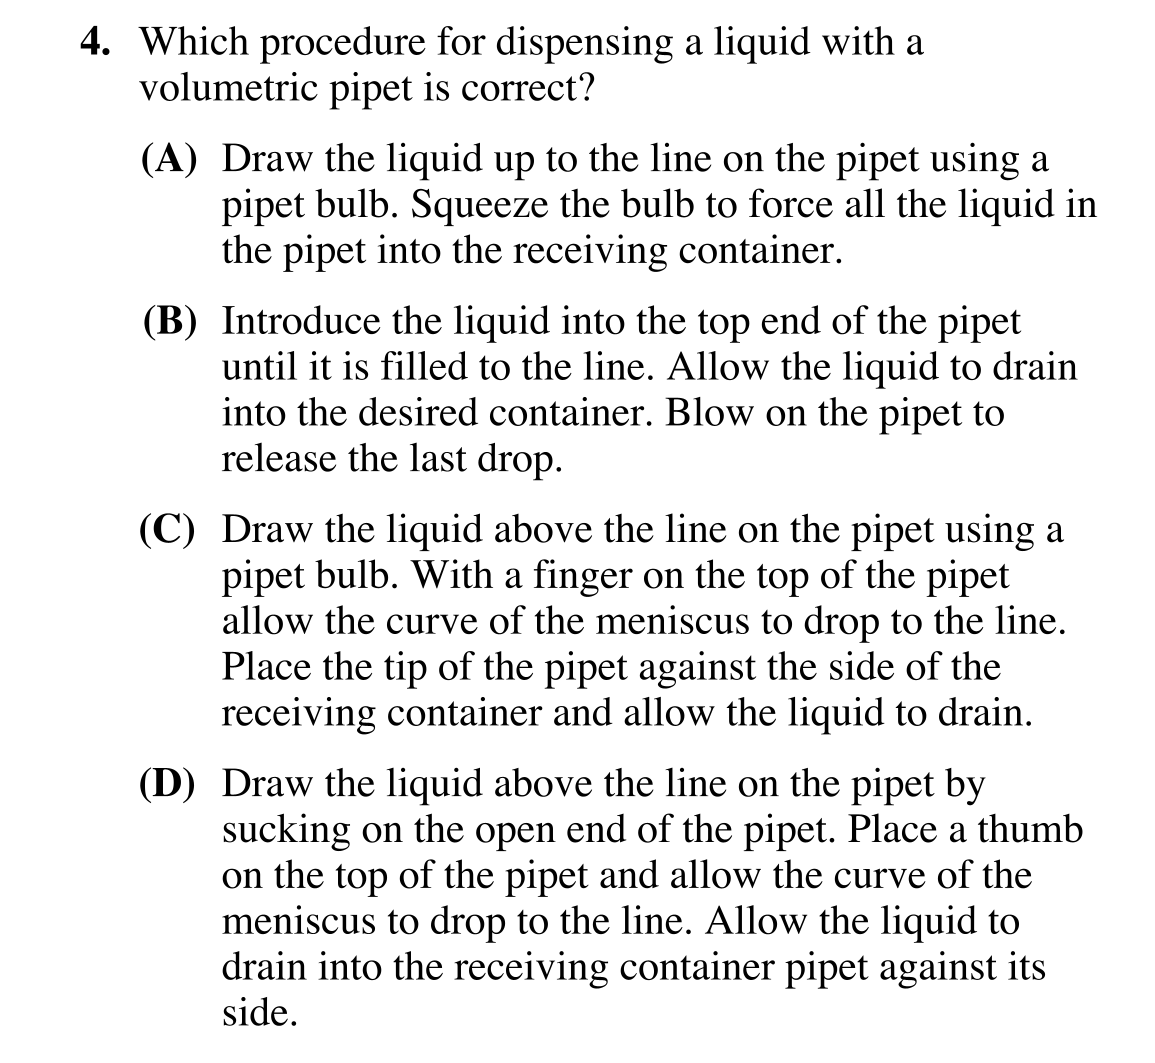 4. Which procedure for dispensing a liquid with a
volumetric pipet is correct?
(A) Draw the liquid up to the line on the pipet using a
pipet bulb. Squeeze the bulb to force all the liquid in
the pipet into the receiving container.
(B) Introduce the liquid into the top end of the pipet
until it is filled to the line. Allow the liquid to drain
into the desired container. Blow on the pipet to
release the last drop.
(C) Draw the liquid above the line on the pipet using a
pipet bulb. With a finger on the top of the pipet
allow the curve of the meniscus to drop to the line.
Place the tip of the pipet against the side of the
receiving container and allow the liquid to drain.
(D) Draw the liquid above the line on the pipet by
sucking on the open end of the pipet. Place a thumb
on the top of the pipet and allow the curve of the
meniscus to drop to the line. Allow the liquid to
drain into the receiving container pipet against its
side.